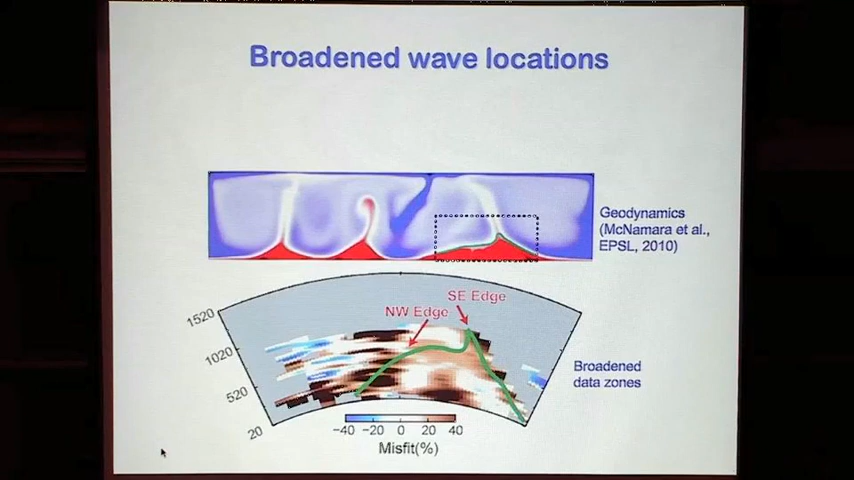 Broadened wave locations
Geodynamics
(McNamara et al.,
EPSL, 2010)
SE Edge
NW Edge
1520
1020
520
20
Broadened
data zones
−40 −20 0 20 40
Misfit(%)